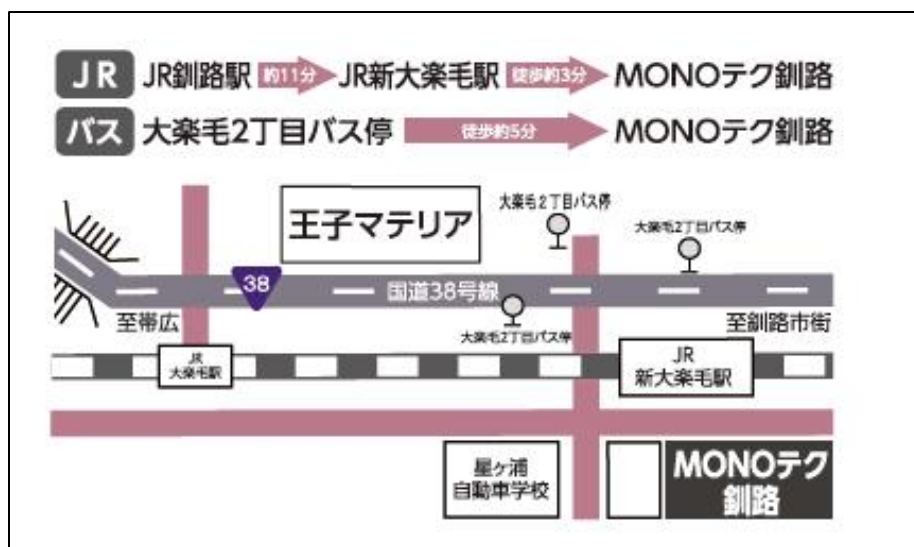 JR JR釧路駅 約11分 JR新大楽毛駅 徒歩約3分 MONOテク釧路
バス 大楽毛2丁目バス停 徒歩約5分 MONOテク釧路
大楽毛2丁目バス停
王子マテリア
大楽毛2丁目バス停
38
国道38号線
至帯広
大楽毛2丁目バス停
至釧路市街
JR
大楽毛駅
JR
新大楽毛駅
星ヶ浦
自動車学校
MONOテク
釧路